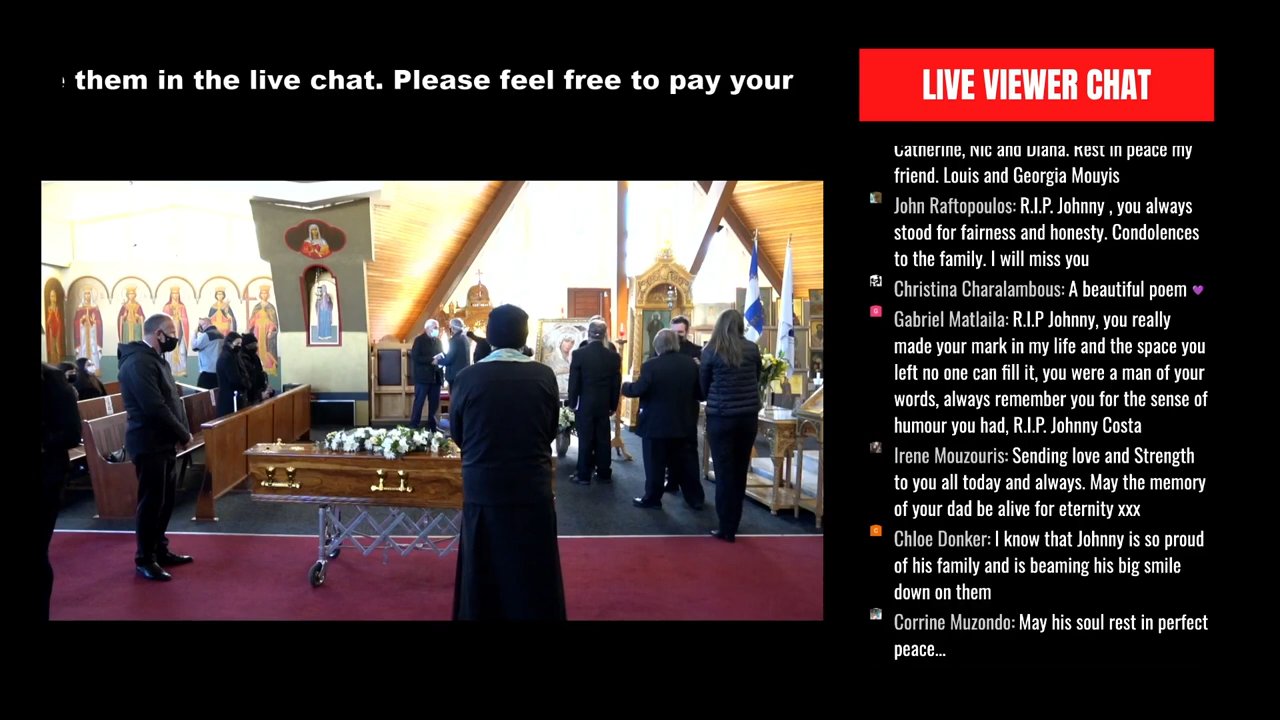 them in the live chat. Please feel free to pay your
LIVE VIEWER CHAT
Catherine, Nic and Diana. Rest in peace my
friend. Louis and Georgia Mouyis
John Raftopoulos: R.I.P. Johnny , you always
stood for fairness and honesty. Condolences
to the family. I will miss you
Christina Charalambous: A beautiful poem 💜
Gabriel Matlaila: R.I.P Johnny, you really
made your mark in my life and the space you
left no one can fill it, you were a man of your
words, always remember you for the sense of
humour you had, R.I.P. Johnny Costa
Irene Mouzouris: Sending love and Strength
to you all today and always. May the memory
of your dad be alive for eternity xxx
Chloe Donker: I know that Johnny is so proud
of his family and is beaming his big smile
down on them
Corrine Muzondo: May his soul rest in perfect
peace...